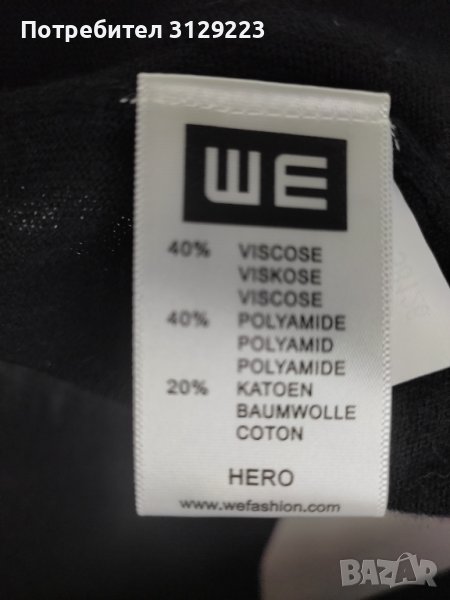 Потребител 3129223
WE
40% VISCOSE
VISKOSE
VISCOSE
40% POLYAMIDE
POLYAMID
POLYAMIDE
20% KATOEN
BAUMWOLLE
COTON
HERO
www.wefashion.com
BAZAR